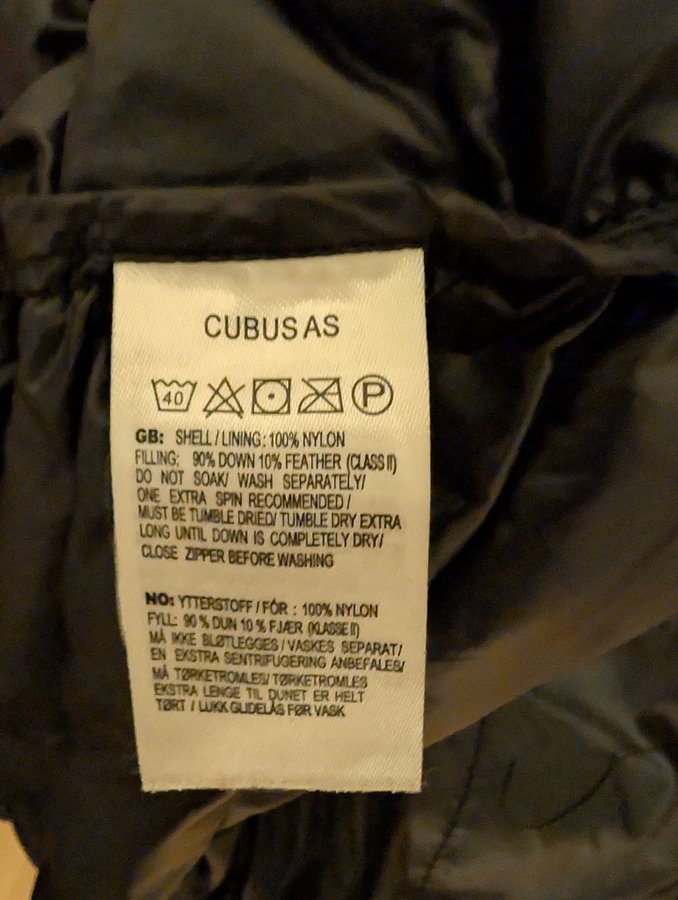 CUBUS AS
40 P
GB: SHELL / LINING: 100% NYLON
FILLING: 90% DOWN 10% FEATHER (CLASS II)
DO NOT SOAK/ WASH SEPARATELY/
ONE EXTRA SPIN RECOMMENDED /
MUST BE TUMBLE DRIED/ TUMBLE DRY EXTRA
LONG UNTIL DOWN IS COMPLETELY DRY/
CLOSE ZIPPER BEFORE WASHING
NO: YTTERSTOFF / FÓR : 100% NYLON
FYLL: 90 % DUN 10 % FJÆR (KLASSE II)
MÅ IKKE BLØTLEGGES / VASKES SEPARAT/
EN EKSTRA SENTRIFUGERING ANBEFALES/
MÅ TØRKETROMLES/ TØRKETROMLES
EKSTRA LENGE TIL DUNET ER HELT
TØRT / LUKK GLIDELÅS FØR VASK